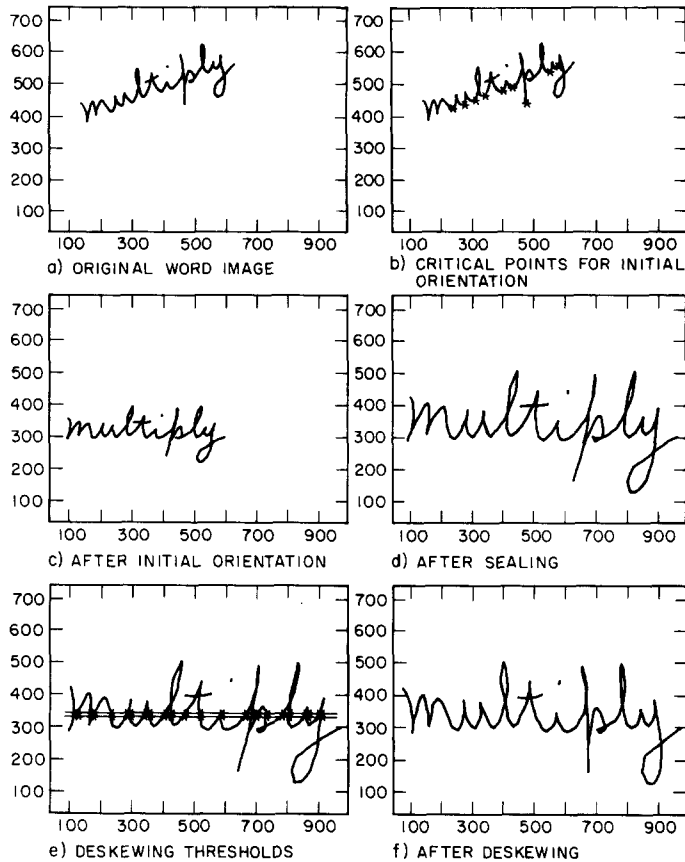 700
600
500
400
300
200
100
multiply
100 300 500 700 900
a) ORIGINAL WORD IMAGE
700
600
500
400
300
200
100
multiply
100 300 500 700 900
b) CRITICAL POINTS FOR INITIAL
ORIENTATION
700
600
500
400
300
200
100
multiply
100 300 500 700 900
c) AFTER INITIAL ORIENTATION
700
600
500
400
300
200
100
multiply
100 300 500 700 900
d) AFTER SEALING
700
600
500
400
300
200
100
multiply
100 300 500 700 900
e) DESKEWING THRESHOLDS
700
600
500
400
300
200
100
multiply
100 300 500 700 900
f) AFTER DESKEWING